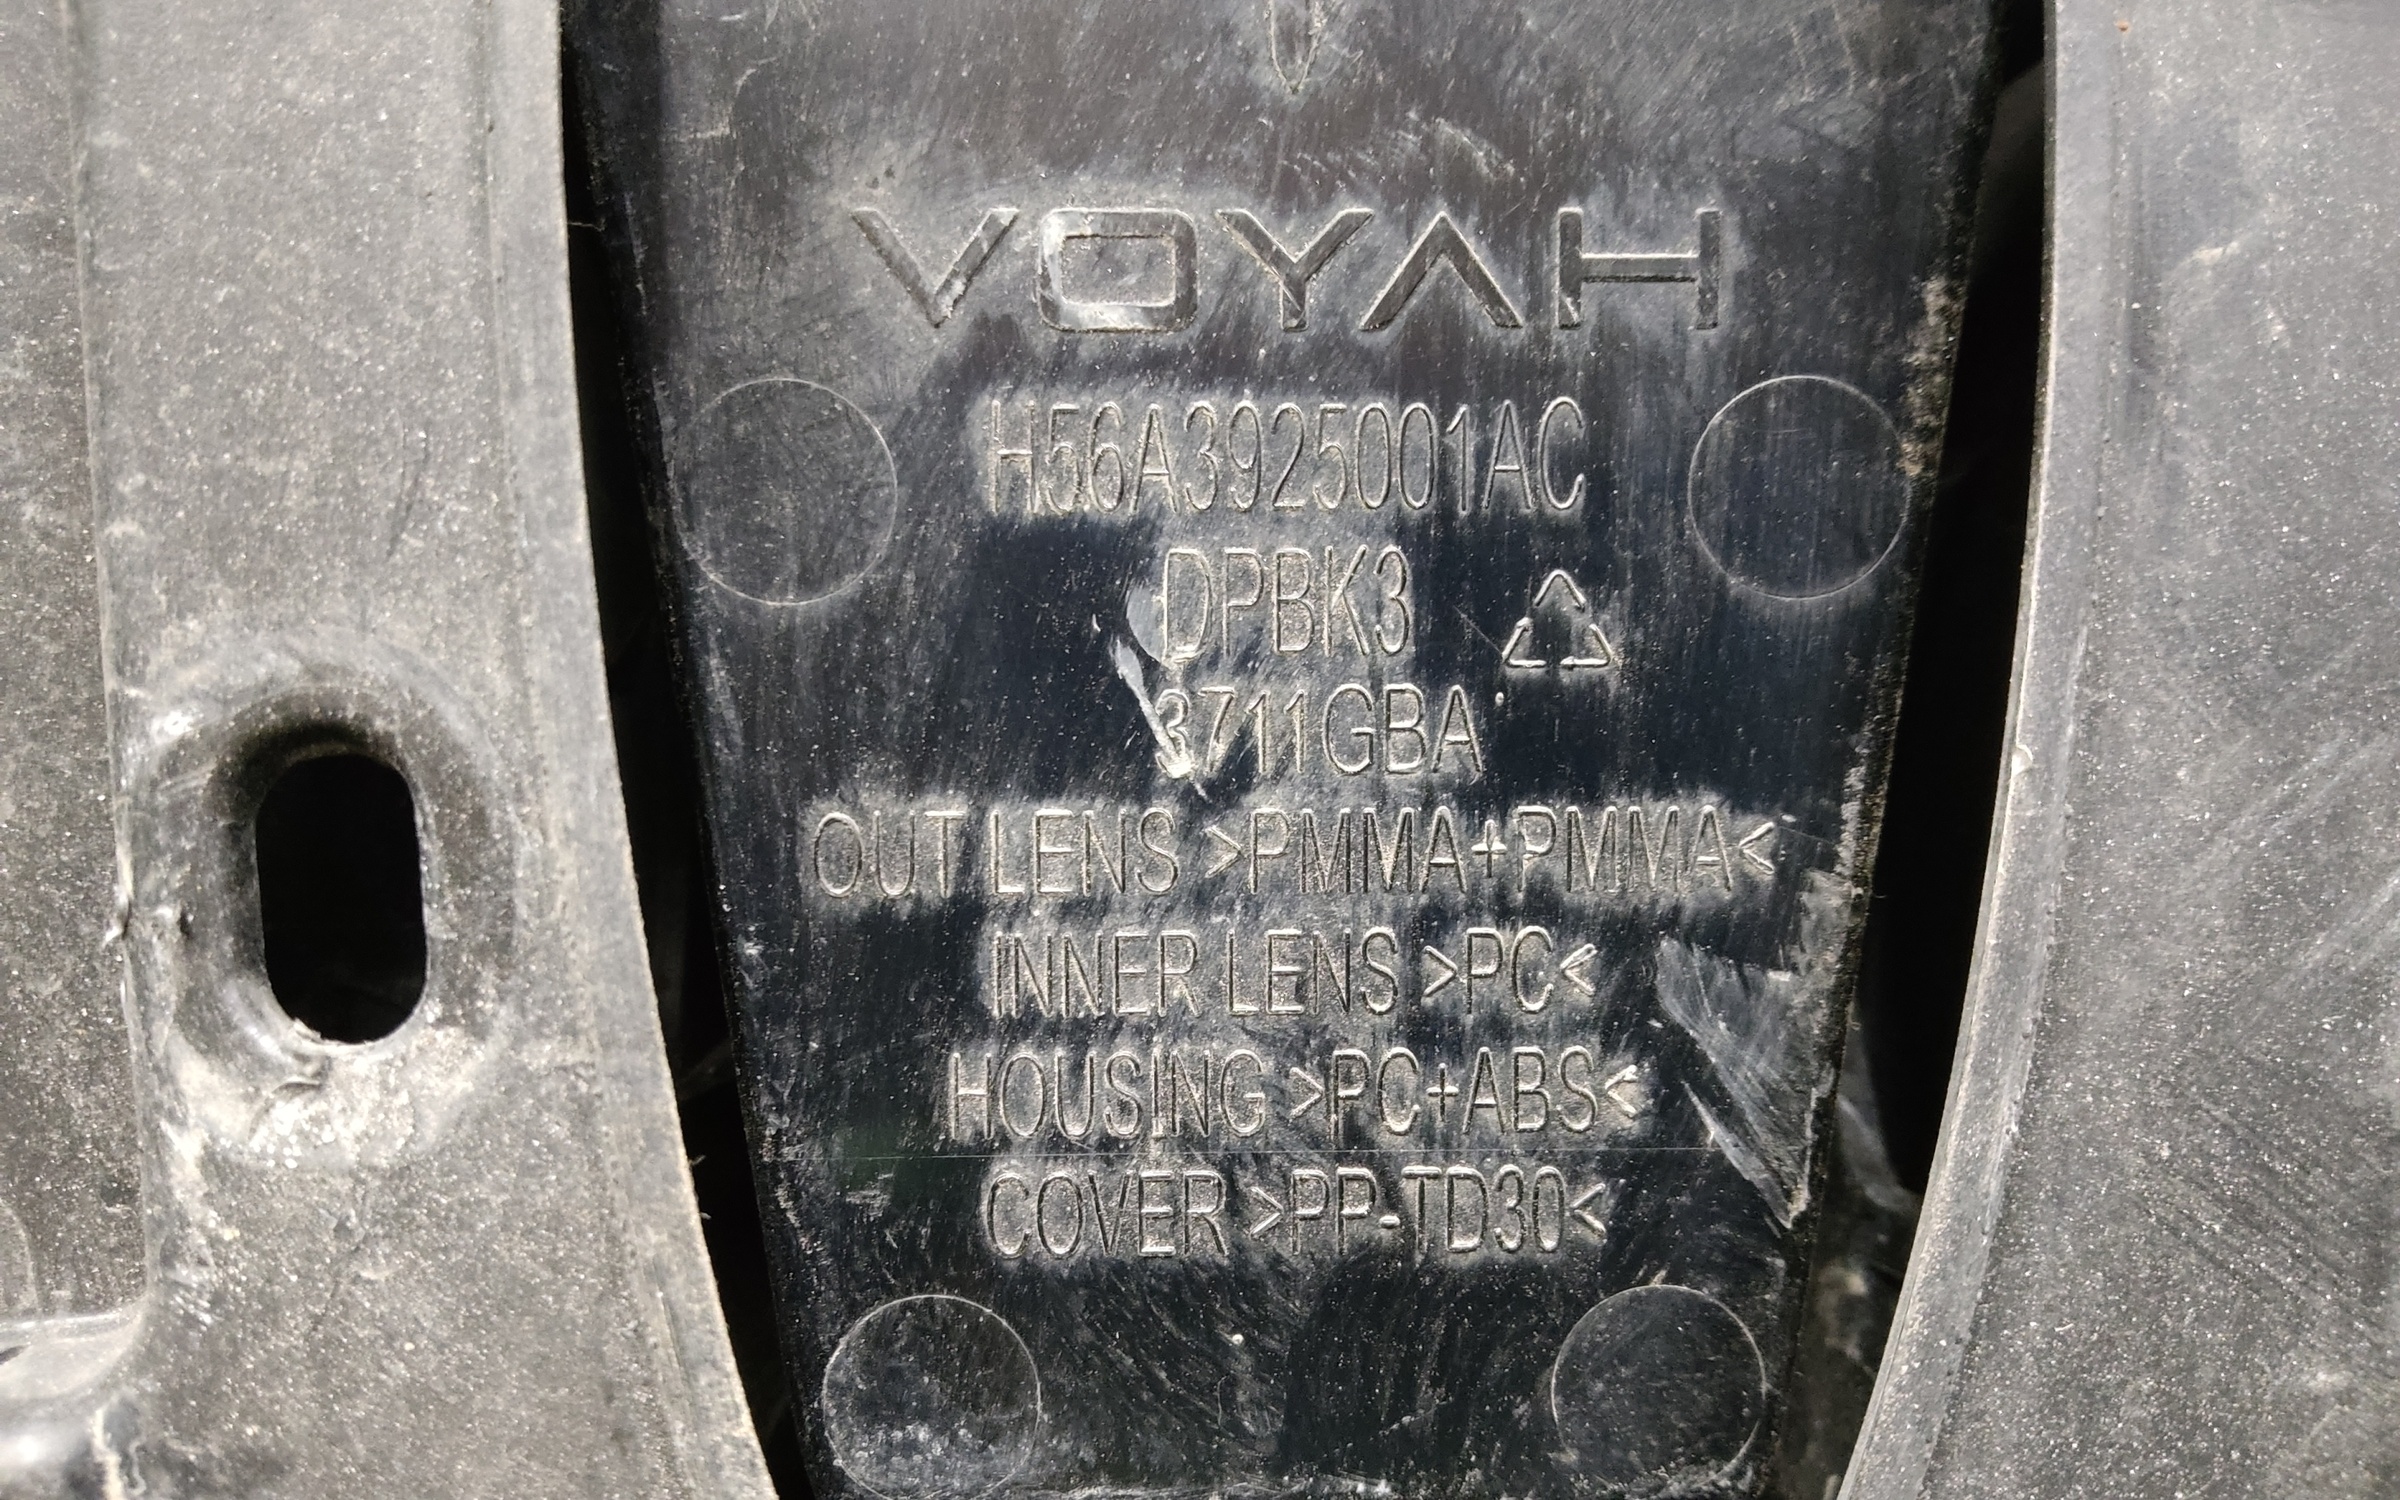 VOYAH
H56A3925001AC
DPBK3
3711GBA
OUT LENS >PMMA+PMMA<
INNER LENS >PC<
HOUSING >PC+ABS<
COVER >PP-TD30<